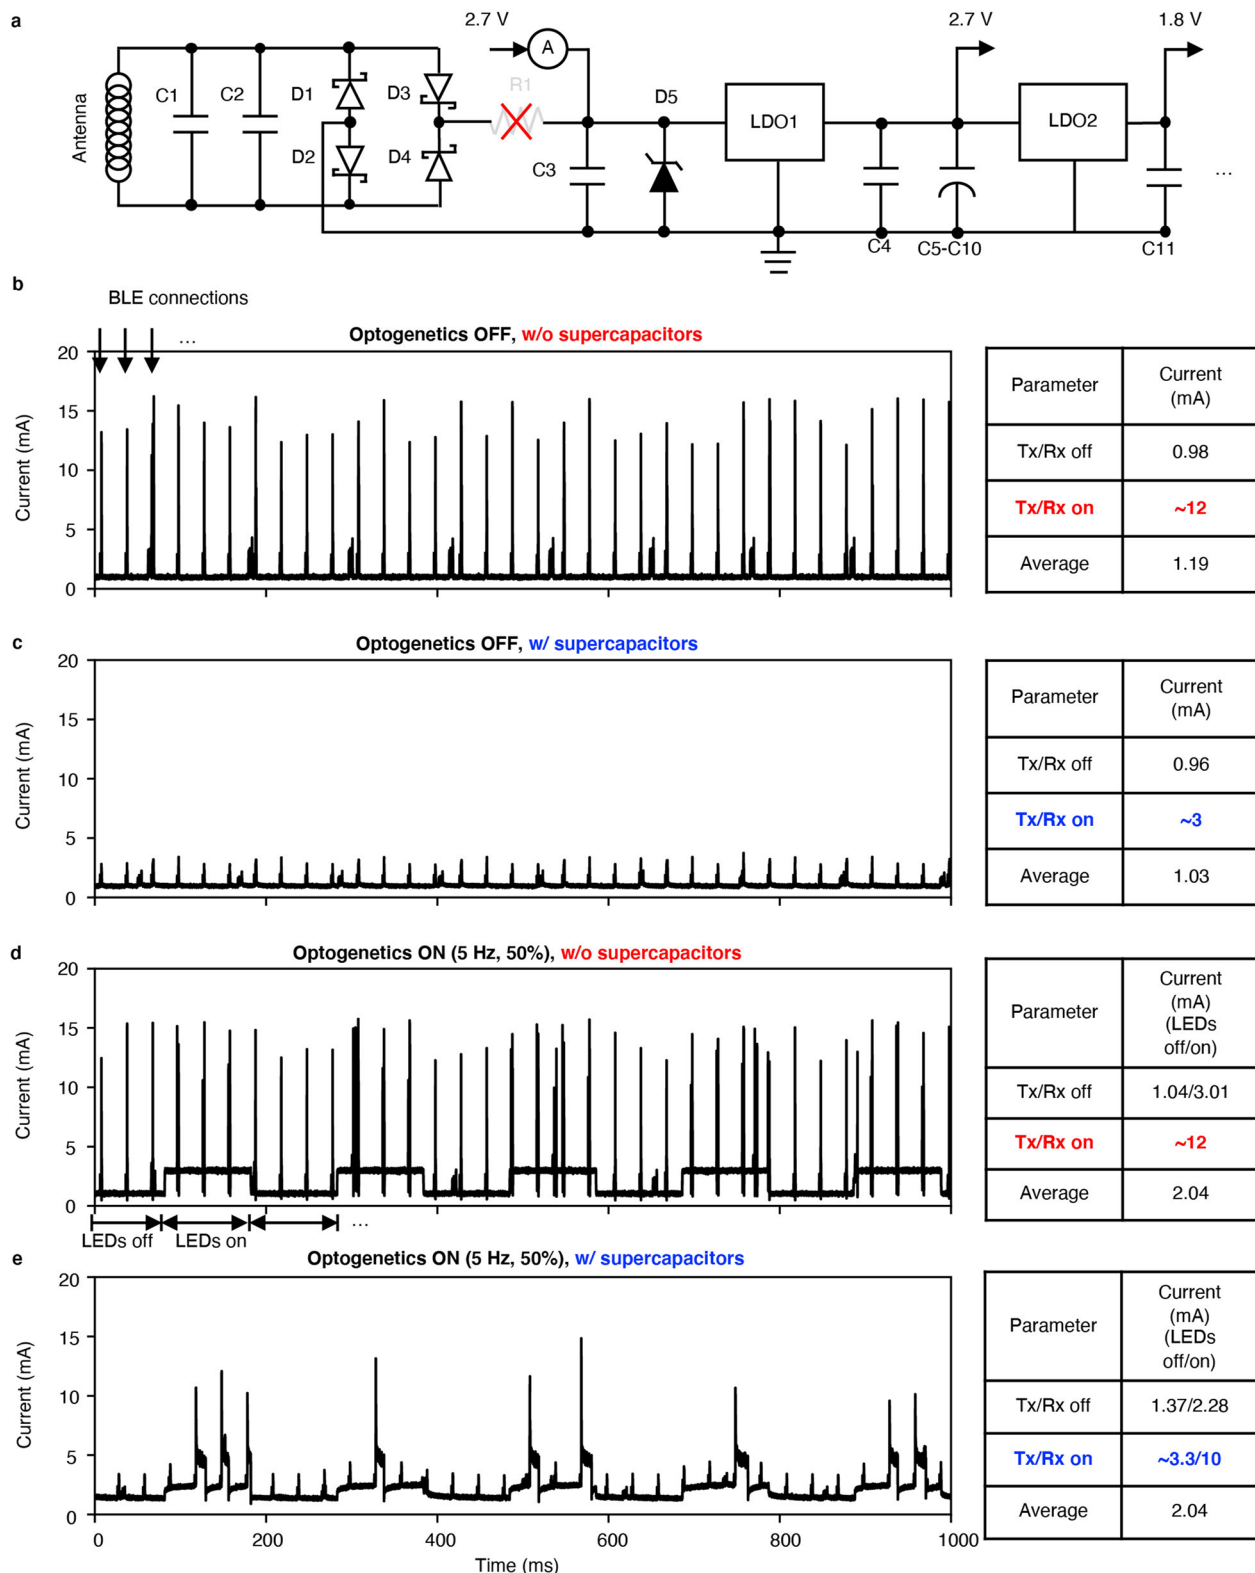 a
2.7 V
2.7 V
1.8 V
A
R1
C1
C2
D1
D3
D5
LDO1
LDO2
Antenna
D2
D4
C3
...
C4
C5-C10
C11
b
BLE connections
...
Optogenetics OFF, w/o supercapacitors
20
15
10
5
0
Current (mA)
Parameter
Current
(mA)
Tx/Rx off
0.98
Tx/Rx on
~12
Average
1.19
c
Optogenetics OFF, w/ supercapacitors
20
15
10
5
0
Current (mA)
Parameter
Current
(mA)
Tx/Rx off
0.96
Tx/Rx on
~3
Average
1.03
d
Optogenetics ON (5 Hz, 50%), w/o supercapacitors
20
15
10
5
0
Current (mA)
LEDs off
LEDs on
...
Parameter
Current
(mA)
(LEDs
off/on)
Tx/Rx off
1.04/3.01
Tx/Rx on
~12
Average
2.04
e
Optogenetics ON (5 Hz, 50%), w/ supercapacitors
20
15
10
5
0
Current (mA)
0
200
400
600
800
1000
Time (ms)
Parameter
Current
(mA)
(LEDs
off/on)
Tx/Rx off
1.37/2.28
Tx/Rx on
~3.3/10
Average
2.04